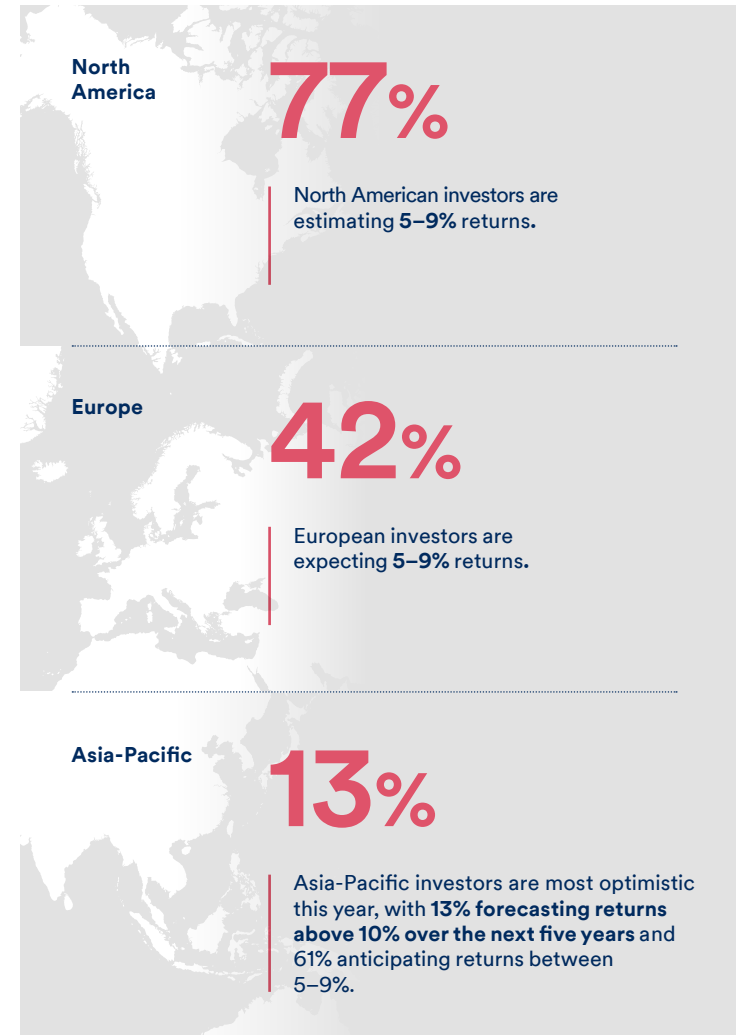 North
America
77%
North American investors are
estimating 5–9% returns.
Europe
42%
European investors are
expecting 5–9% returns.
Asia-Pacific
13%
Asia-Pacific investors are most optimistic
this year, with 13% forecasting returns
above 10% over the next five years and
61% anticipating returns between
5–9%.